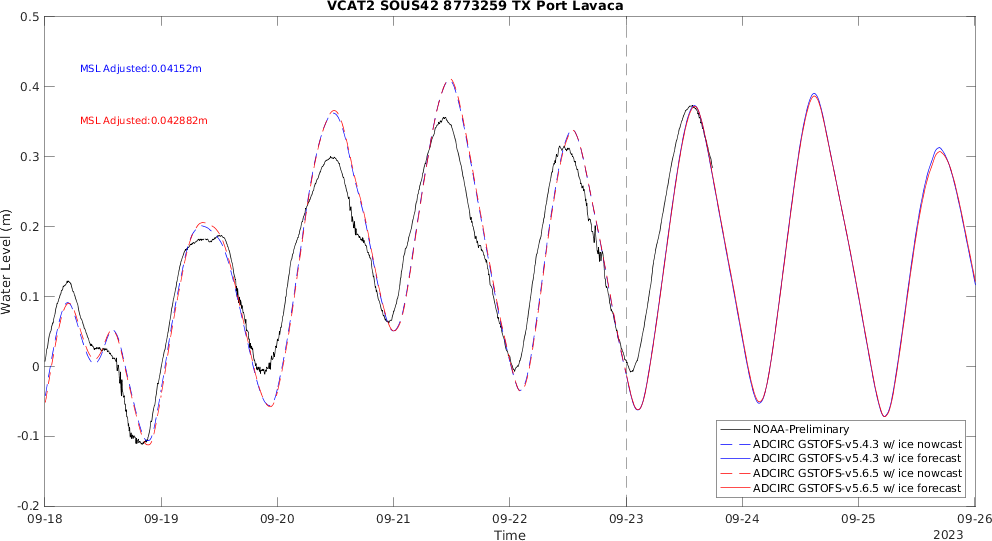 VCAT2 SOUS42 8773259 TX Port Lavaca
0.5
0.4
0.3
0.2
0.1
0
-0.1
-0.2
Water Level (m)
MSL Adjusted:0.04152m
MSL Adjusted:0.042882m
NOAA-Preliminary
ADCIRC GSTOFS-v5.4.3 w/ ice nowcast
ADCIRC GSTOFS-v5.4.3 w/ ice forecast
ADCIRC GSTOFS-v5.6.5 w/ ice nowcast
ADCIRC GSTOFS-v5.6.5 w/ ice forecast
09-18 09-19 09-20 09-21 09-22 09-23 09-24 09-25 09-26
Time
2023